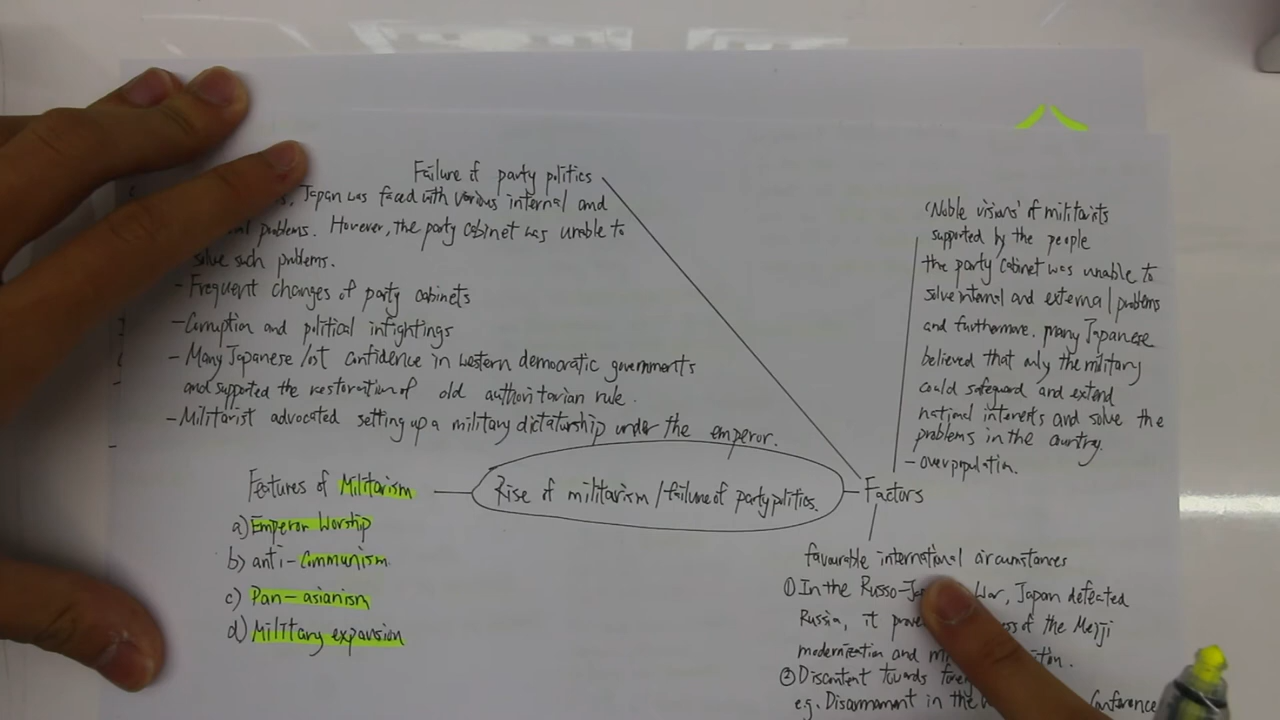 Failure of party politics
Japan was faced with various internal and
problems. However, the party cabinet was unable to
solve such problems.
- Frequent changes of party cabinets
- Corruption and political infightings
- Many Japanese lost confidence in western democratic governments
and supported the restoration of old authoritarian rule.
- Militarist advocated setting up a military dictaturship under the emperor.
Features of Militarism
a) Emperor Worship
b) anti-Communism
c) Pan-asianism
d) Military expansion
Rise of militarism / failure of party politics.
Factors
'Noble visions' of militarists
supported by the people
the party cabinet was unable to
solve internal and external problems
and furthermore, many Japanese
believed that only the military
could safeguard and extend
national interests and solve the
problems in the country.
- overpopulation.
favourable international circumstances
① In the Russo- War, Japan defected
Russia, it of the Meiji
modernization and
② Discontent towards
e.g. Disarmament in the Conference